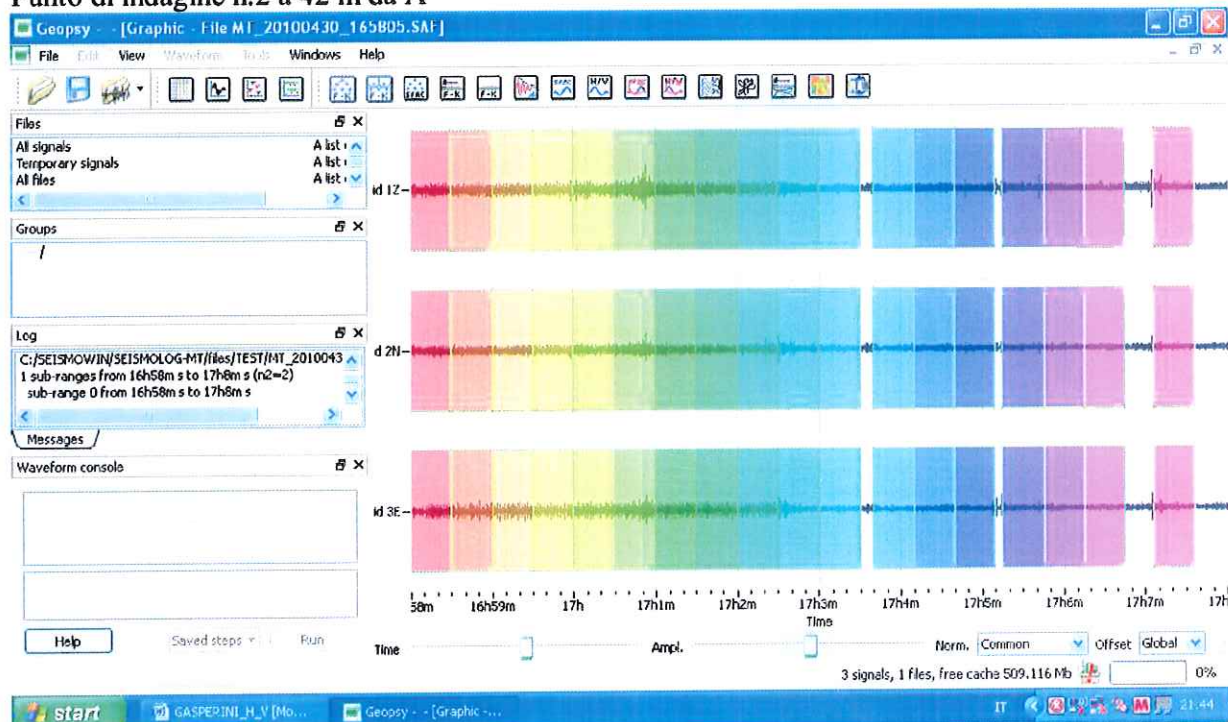 Punto di indagine n.2 a 42 m da A
Geopsy - - [Graphic - File MT_20100430_165805.SAF]
File Edit View Waveform Tools Windows Help
Files
All signals A list
Temporary signals A list
All files A list
Groups
/
Log
C:/SEISMOWIN/SEISMOLOG-MT/files/TEST/MT_2010043
1 sub-ranges from 16h58m s to 17h8m s (n2=2)
sub-range 0 from 16h58m s to 17h8m s
Messages
Waveform console
Help Saved steps Run
id 1Z
d 2N
id 3E
58m 16h59m 17h 17h1m 17h2m 17h3m 17h4m 17h5m 17h6m 17h7m 17h
Time
Time Ampl. Norm. Common Offset Global
3 signals, 1 files, free cache 509.116 Mb 0%
start GASPERINI_H_V [Mo... Geopsy - - [Graphic -... IT 21:44